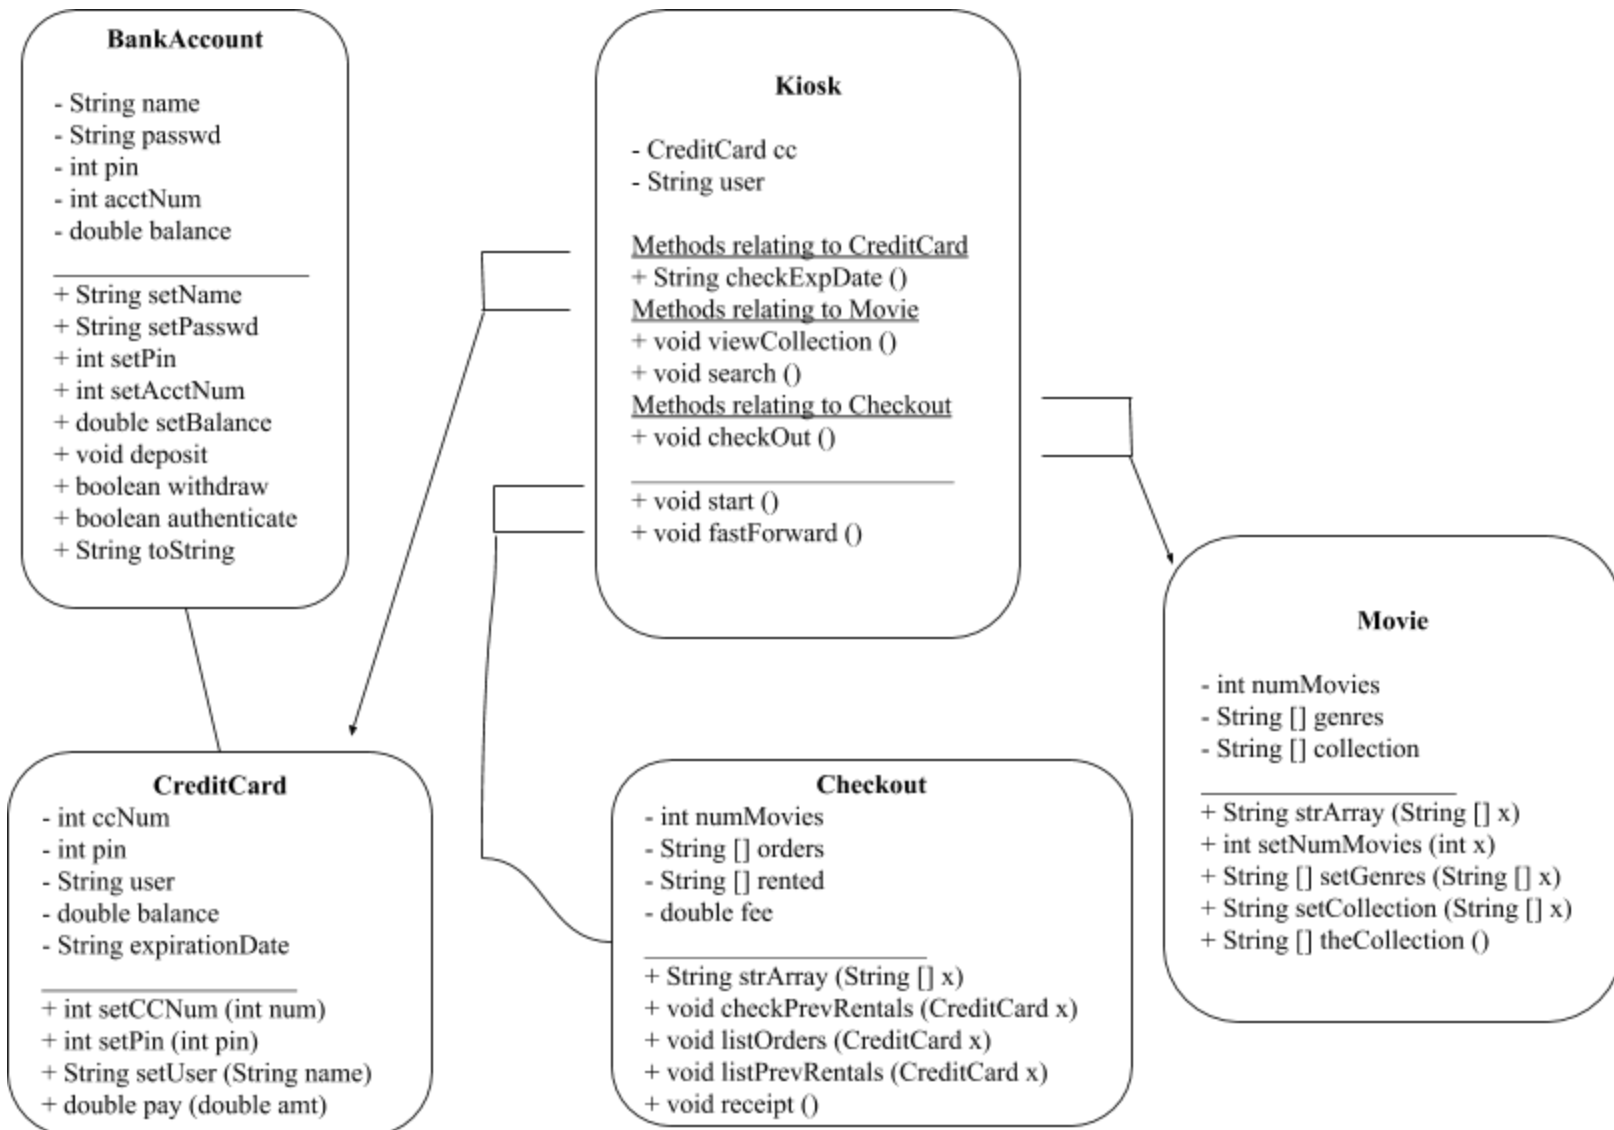 BankAccount
- String name
- String passwd
- int pin
- int acctNum
- double balance
+ String setName
+ String setPasswd
+ int setPin
+ int setAcctNum
+ double setBalance
+ void deposit
+ boolean withdraw
+ boolean authenticate
+ String toString
Kiosk
- CreditCard cc
- String user
Methods relating to CreditCard
+ String checkExpDate ()
Methods relating to Movie
+ void viewCollection ()
+ void search ()
Methods relating to Checkout
+ void checkOut ()
+ void start ()
+ void fastForward ()
Movie
- int numMovies
- String [] genres
- String [] collection
+ String strArray (String [] x)
+ int setNumMovies (int x)
+ String [] setGenres (String [] x)
+ String setCollection (String [] x)
+ String [] theCollection ()
CreditCard
- int ccNum
- int pin
- String user
- double balance
- String expirationDate
+ int setCCNum (int num)
+ int setPin (int pin)
+ String setUser (String name)
+ double pay (double amt)
Checkout
- int numMovies
- String [] orders
- String [] rented
- double fee
+ String strArray (String [] x)
+ void checkPrevRentals (CreditCard x)
+ void listOrders (CreditCard x)
+ void listPrevRentals (CreditCard x)
+ void receipt ()